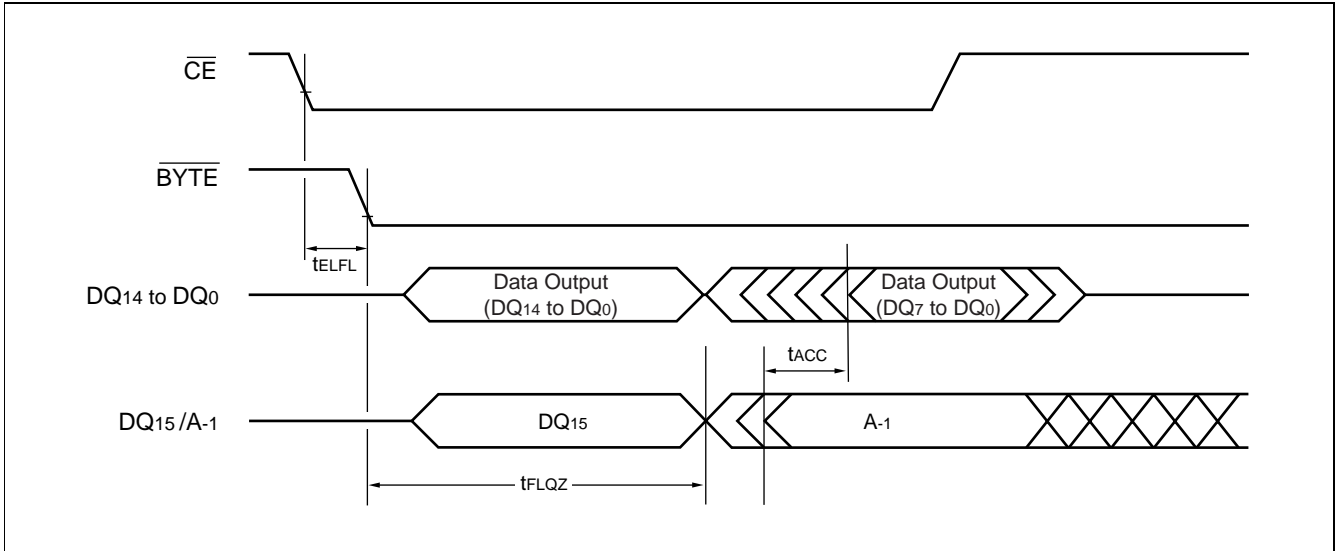 CE
BYTE
tELFL
DQ14 to DQ0
Data Output
(DQ14 to DQ0)
Data Output
(DQ7 to DQ0)
tACC
DQ15/A-1
DQ15
A-1
tFLQZ